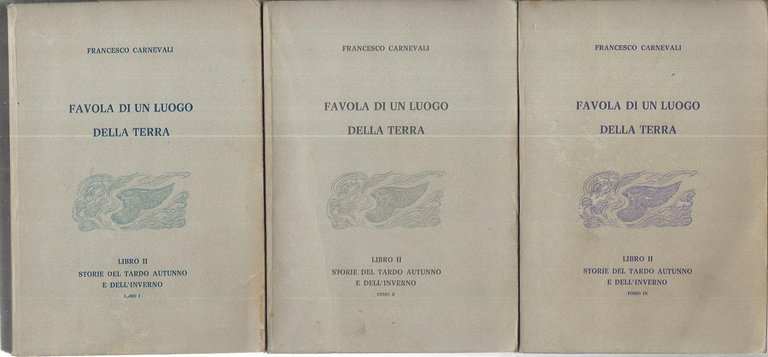 FRANCESCO CARNEVALI
FAVOLA DI UN LUOGO
DELLA TERRA
LIBRO II
STORIE DEL TARDO AUTUNNO
E DELL'INVERNO
TOMO I
FRANCESCO CARNEVALI
FAVOLA DI UN LUOGO
DELLA TERRA
LIBRO II
STORIE DEL TARDO AUTUNNO
E DELL'INVERNO
TOMO II
FRANCESCO CARNEVALI
FAVOLA DI UN LUOGO
DELLA TERRA
LIBRO II
STORIE DEL TARDO AUTUNNO
E DELL'INVERNO
TOMO III